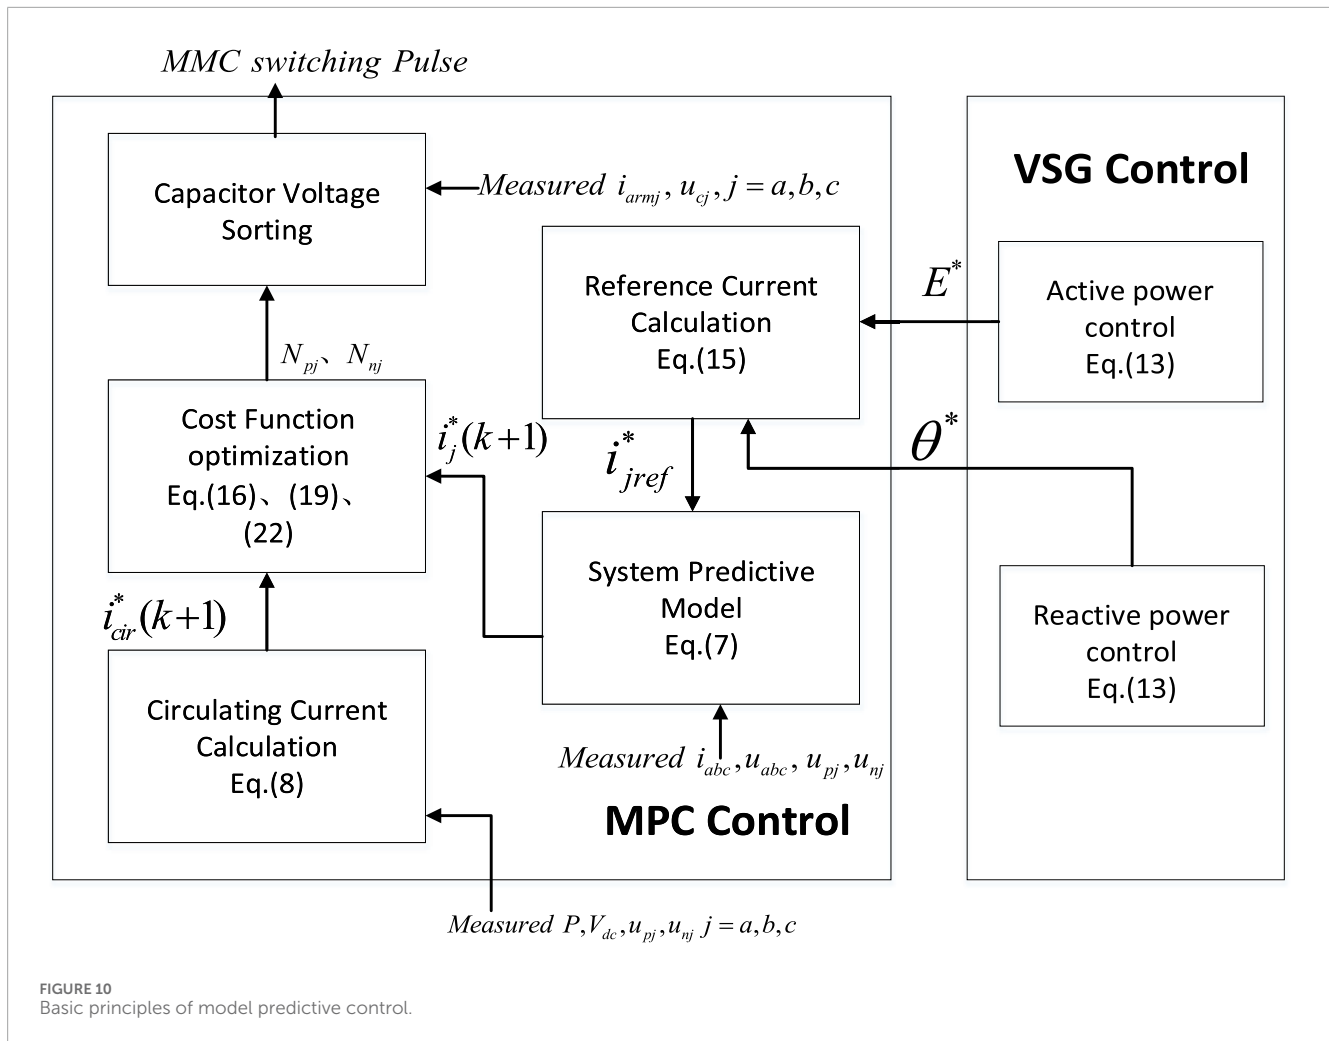 MMC switching Pulse
Capacitor Voltage
Sorting
Measured i_armj, u_cj, j = a,b,c
VSG Control
Reference Current
Calculation
Eq.(15)
E*
Active power
control
Eq.(13)
N_pj、N_nj
Cost Function
optimization
Eq.(16)、(19)、
(22)
i*_j(k+1)
i*_jref
θ*
System Predictive
Model
Eq.(7)
Reactive power
control
Eq.(13)
i*_cir(k+1)
Circulating Current
Calculation
Eq.(8)
Measured i_abc,u_abc, u_pj,u_nj
MPC Control
Measured P,V_dc,u_pj,u_nj j = a,b,c
FIGURE 10
Basic principles of model predictive control.